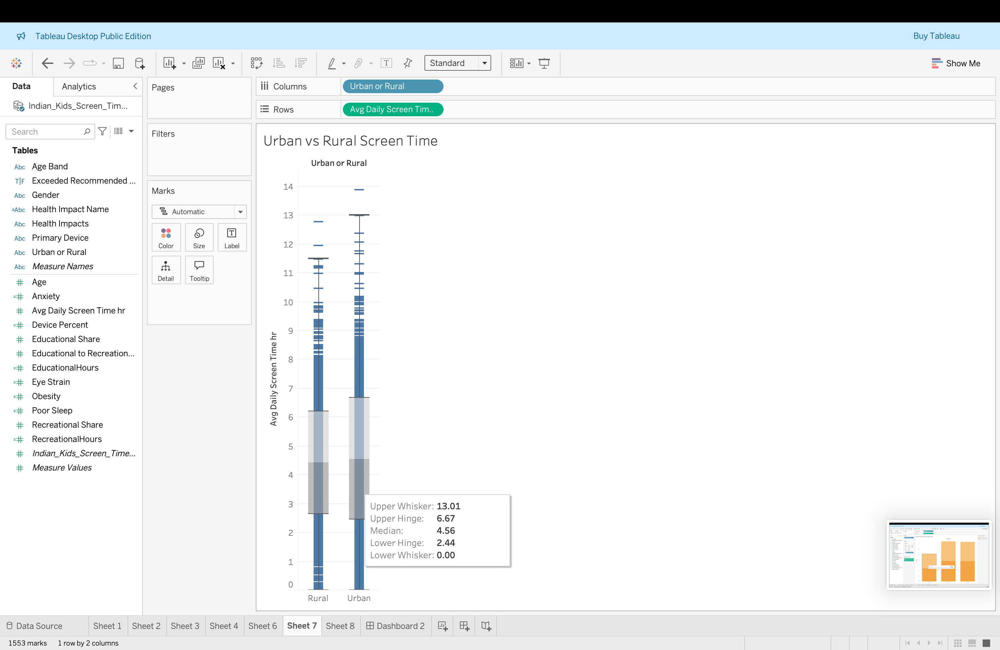 Tableau Desktop Public Edition
Buy Tableau
Standard
Show Me
Data
Analytics
Indian_Kids_Screen_Tim...
Search
Tables
Abc Age Band
T|F Exceeded Recommended ...
Abc Gender
=Abc Health Impact Name
Abc Health Impacts
Abc Primary Device
Abc Urban or Rural
Abc Measure Names
# Age
=# Anxiety
# Avg Daily Screen Time hr
=# Device Percent
# Educational Share
# Educational to Recreation...
=# EducationalHours
=# Eye Strain
=# Obesity
=# Poor Sleep
# Recreational Share
=# RecreationalHours
# Indian_Kids_Screen_Time...
# Measure Values
Pages
Filters
Marks
Automatic
Color
Size
T
Label
Detail
Tooltip
Columns
Urban or Rural
Rows
Avg Daily Screen Tim..
Urban vs Rural Screen Time
Urban or Rural
Avg Daily Screen Time hr
14
13
12
11
10
9
8
7
6
5
4
3
2
1
0
Rural
Urban
Upper Whisker: 13.01
Upper Hinge: 6.67
Median: 4.56
Lower Hinge: 2.44
Lower Whisker: 0.00
Data Source
Sheet 1
Sheet 2
Sheet 3
Sheet 4
Sheet 6
Sheet 7
Sheet 8
Dashboard 2
1553 marks
1 row by 2 columns